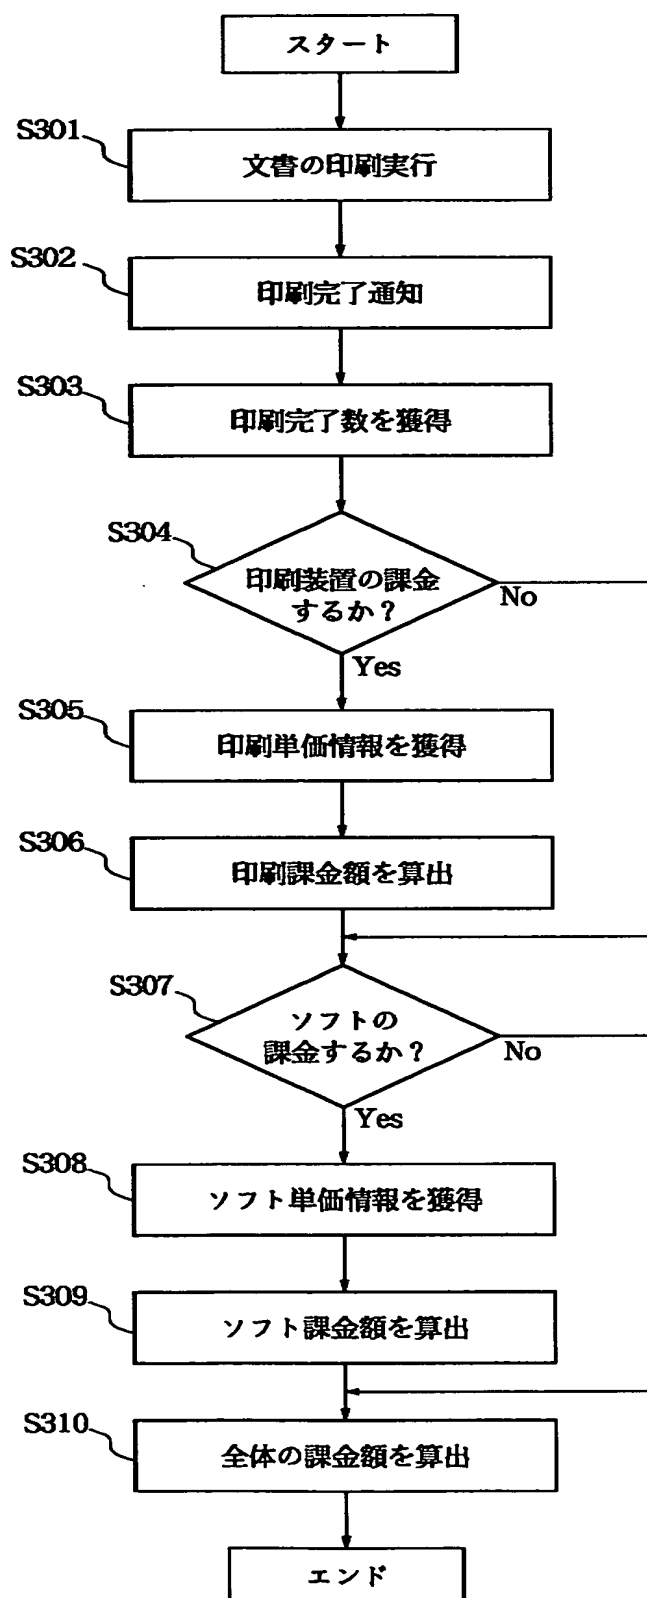 スタート
S301
文書の印刷実行
S302
印刷完了通知
S303
印刷完了数を獲得
S304
印刷装置の課金
するか？
No
Yes
S305
印刷単価情報を獲得
S306
印刷課金額を算出
S307
ソフトの
課金するか？
No
Yes
S308
ソフト単価情報を獲得
S309
ソフト課金額を算出
S310
全体の課金額を算出
エンド